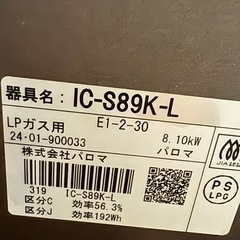 器具名: IC-S89K-L
LPガス用 E1-2-30 8.10kW
24·01-900033 パロマ
株式会社パロマ
319 IC-S89K-L
区分C 効率56.3%
区分J 効率192Wh
JIA
PS
LPG